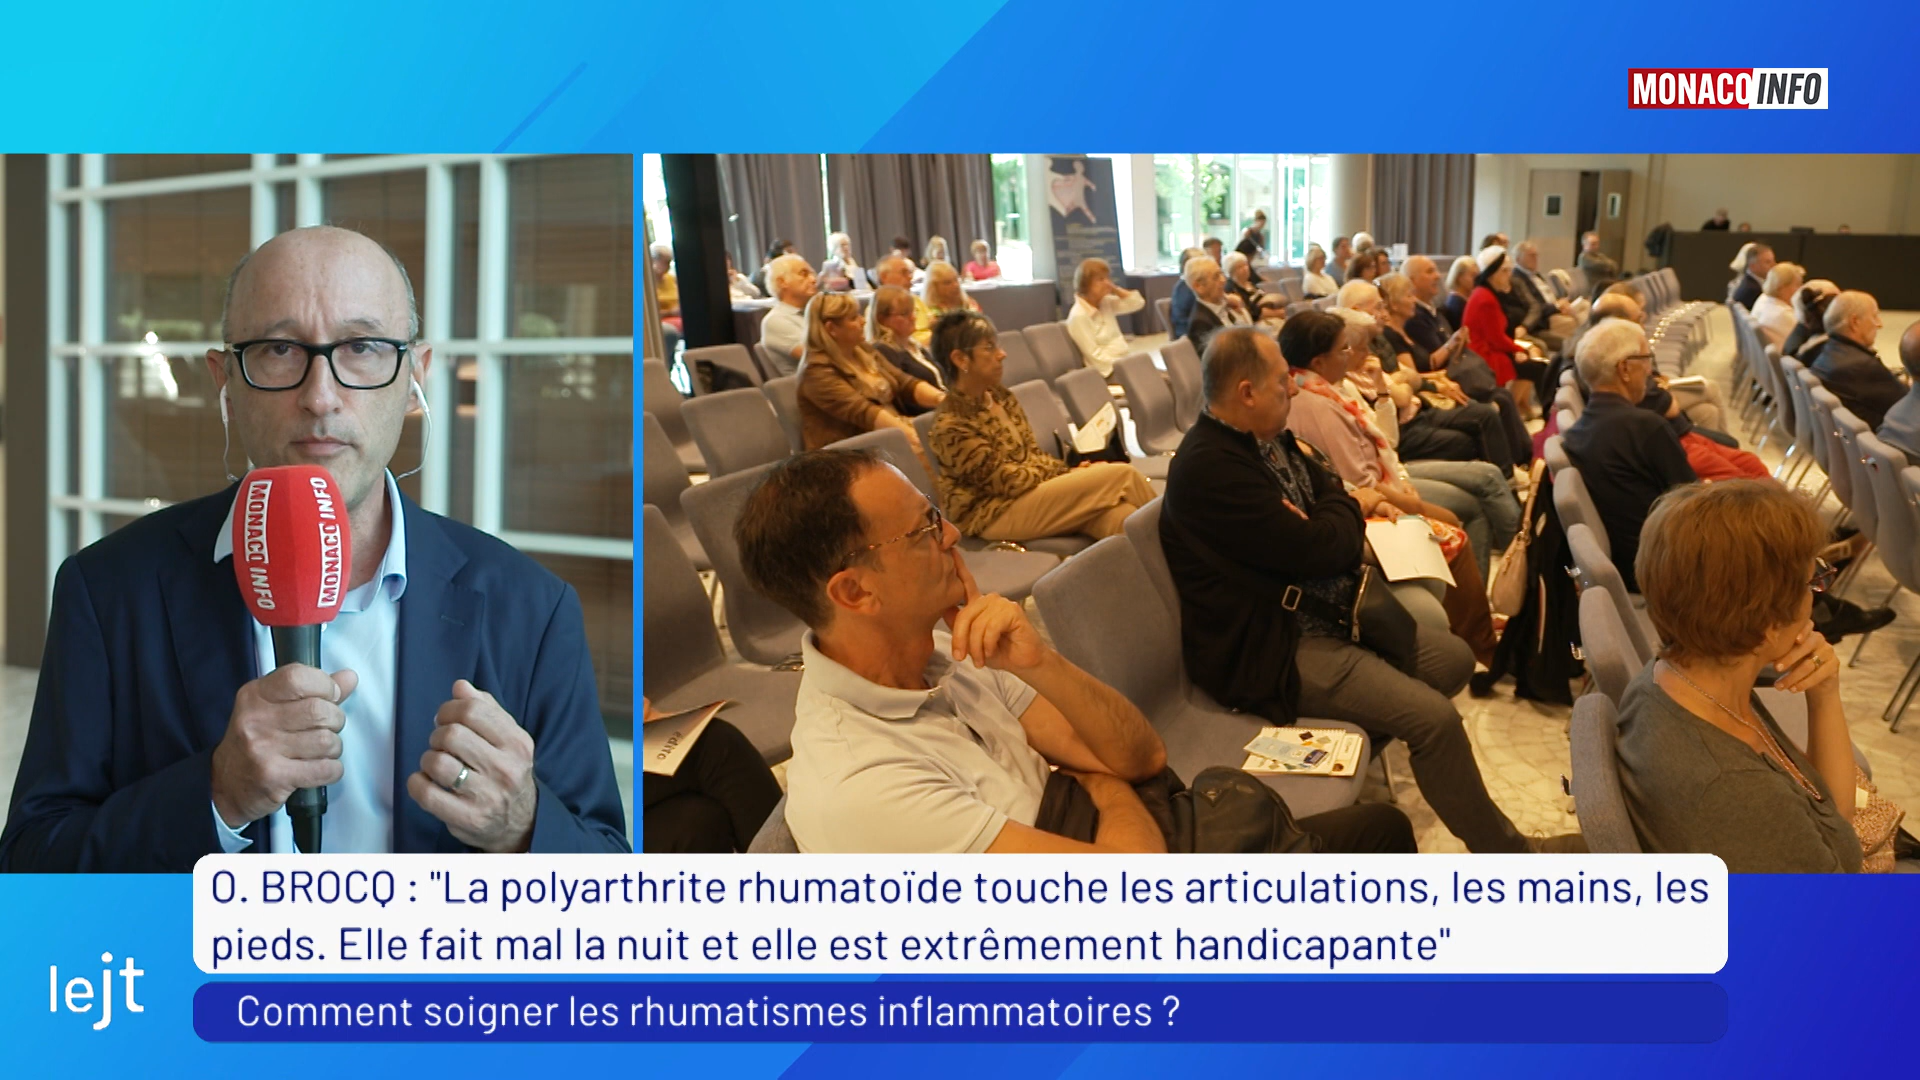 MONACO INFO
MONACO INFO
MONACO INFO
édito
O. BROCQ : "La polyarthrite rhumatoïde touche les articulations, les mains, les
pieds. Elle fait mal la nuit et elle est extrêmement handicapante"
lejt
Comment soigner les rhumatismes inflammatoires ?